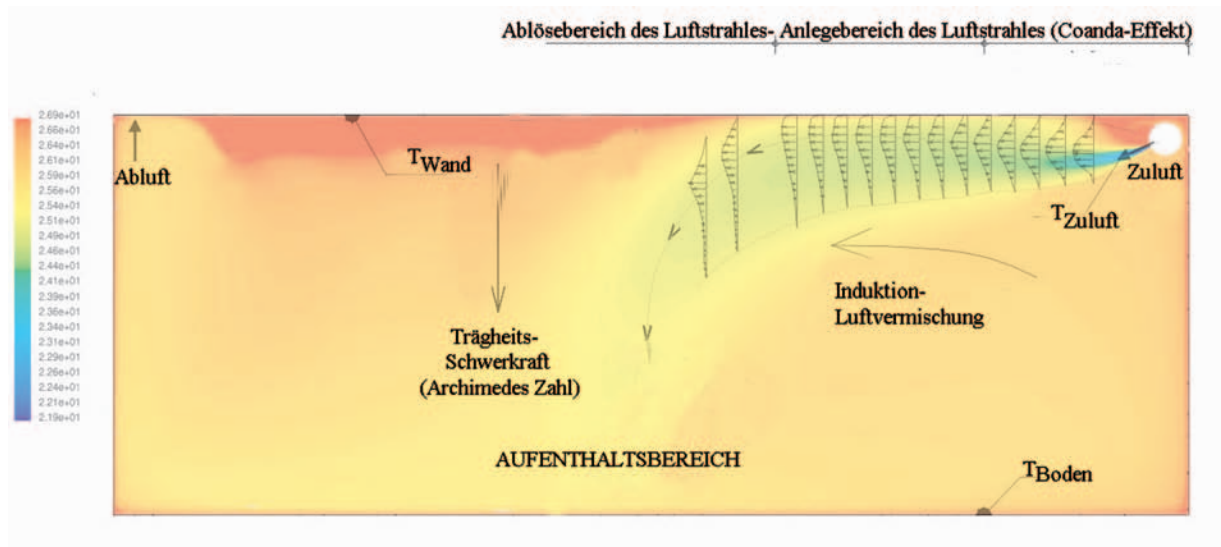 Ablösebereich des Luftstrahles- Anlegebereich des Luftstrahles (Coanda-Effekt)
2.69e+01
2.66e+01
2.64e+01
2.61e+01
2.59e+01
2.56e+01
2.54e+01
2.51e+01
2.49e+01
2.46e+01
2.44e+01
2.41e+01
2.39e+01
2.36e+01
2.34e+01
2.31e+01
2.29e+01
2.26e+01
2.24e+01
2.21e+01
2.19e+01
Abluft
TWand
Zuluft
TZuluft
Induktion-
Luftvermischung
Trägheits-
Schwerkraft
(Archimedes Zahl)
AUFENTHALTSBEREICH
TBoden